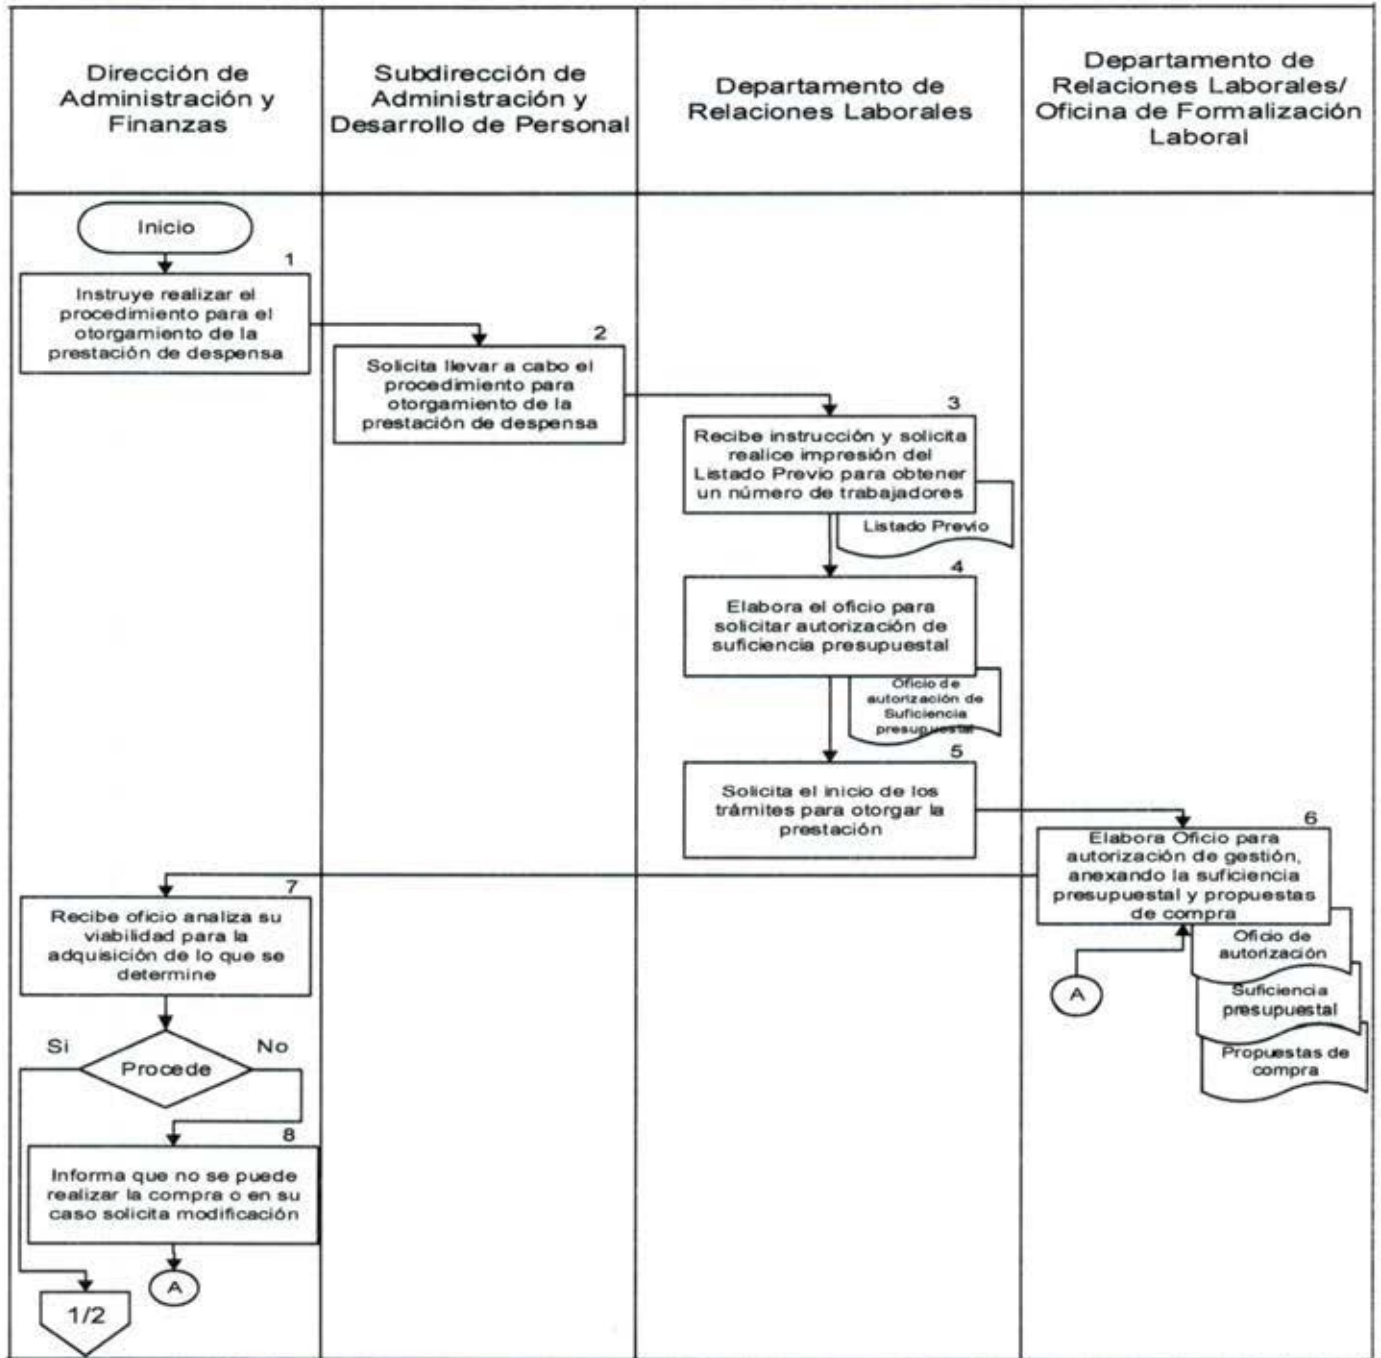 Dirección de
Administración y
Finanzas
Subdirección de
Administración y
Desarrollo de Personal
Departamento de
Relaciones Laborales
Departamento de
Relaciones Laborales/
Oficina de Formalización
Laboral
Inicio
1
Instruye realizar el
procedimiento para el
otorgamiento de la
prestación de despensa
2
Solicita llevar a cabo el
procedimiento para
otorgamiento de la
prestación de despensa
3
Recibe instrucción y solicita
realice impresión del
Listado Previo para obtener
un número de trabajadores
Listado Previo
4
Elabora el oficio para
solicitar autorización de
suficiencia presupuestal
Oficio de
autorización de
Suficiencia
presupuestal
5
Solicita el inicio de los
trámites para otorgar la
prestación
6
Elabora Oficio para
autorización de gestión,
anexando la suficiencia
presupuestal y propuestas
de compra
Oficio de
autorización
Suficiencia
presupuestal
Propuestas de
compra
A
7
Recibe oficio analiza su
viabilidad para la
adquisición de lo que se
determine
Si
No
Procede
8
Informa que no se puede
realizar la compra o en su
caso solicita modificación
A
1/2